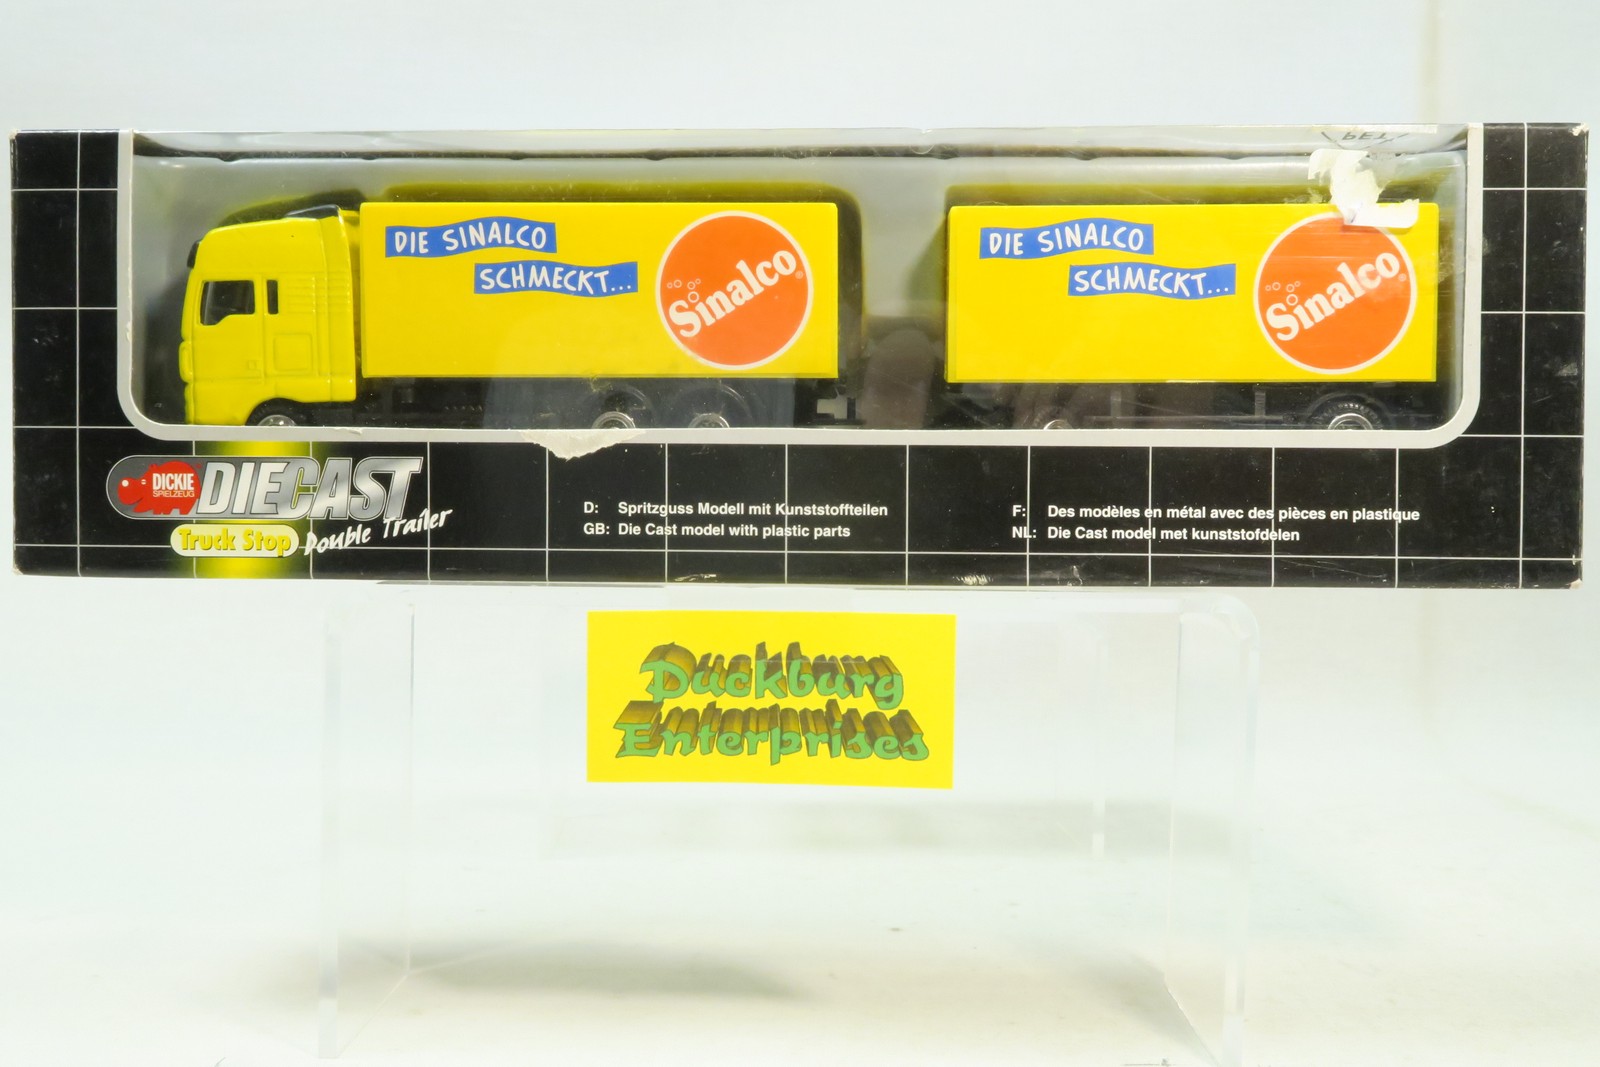 DIE SINALCO
SCHMECKT...
Sinalco®
DIE SINALCO
SCHMECKT...
Sinalco®
DICKIE
SPIELZEUG
DIECAST
Truck Stop
Double Trailer
D: Spritzguss Modell mit Kunststoffteilen
GB: Die Cast model with plastic parts
F: Des modèles en métal avec des pièces en plastique
NL: Die Cast model met kunststofdelen
Duckburg
Enterprises